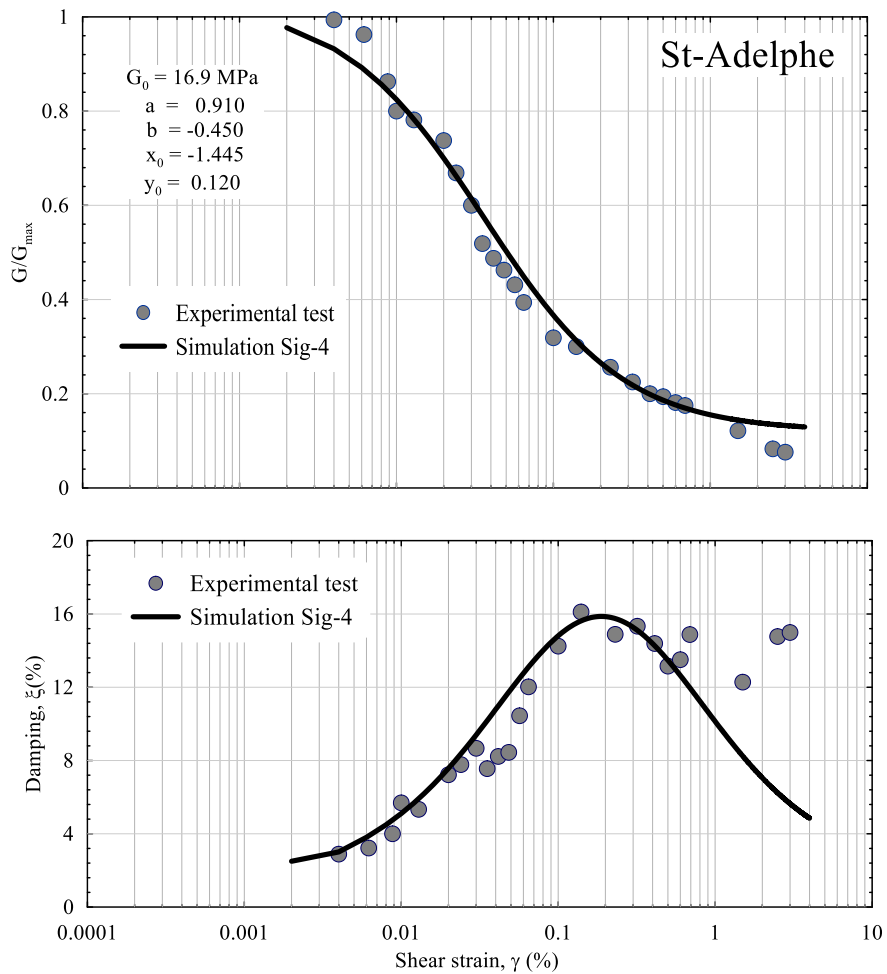 1
0.8
0.6
0.4
0.2
0
G/Gmax
St-Adelphe
G0 = 16.9 MPa
a = 0.910
b = -0.450
x0 = -1.445
y0 = 0.120
Experimental test
Simulation Sig-4
20
16
12
8
4
0
Damping, ξ(%)
Experimental test
Simulation Sig-4
0.0001 0.001 0.01 0.1 1 10
Shear strain, γ (%)